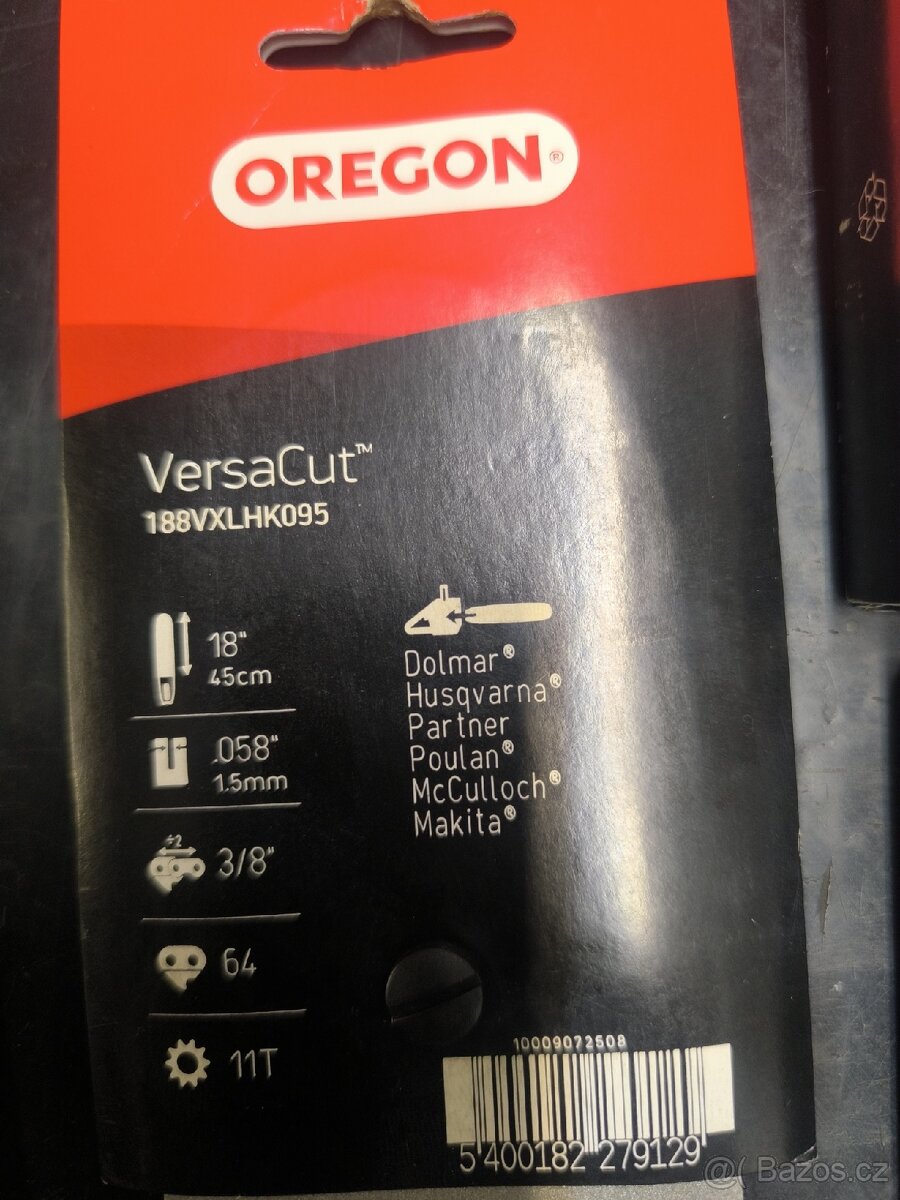 OREGON®
VersaCut™
188VXLHK095
18"
45cm
.058"
1.5mm
÷2
3/8"
64
11T
Dolmar®
Husqvarna®
Partner
Poulan®
McCulloch®
Makita®
10009072508
5 400182 279129
@ Bazos.cz